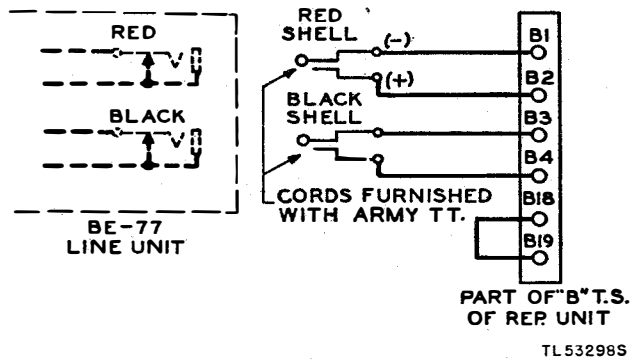 RED
BLACK
BE-77
LINE UNIT
RED
SHELL
(-)
(+)
BLACK
SHELL
CORDS FURNISHED
WITH ARMY TT.
B1
B2
B3
B4
B18
B19
PART OF "B" T.S.
OF REP. UNIT
TL53298S